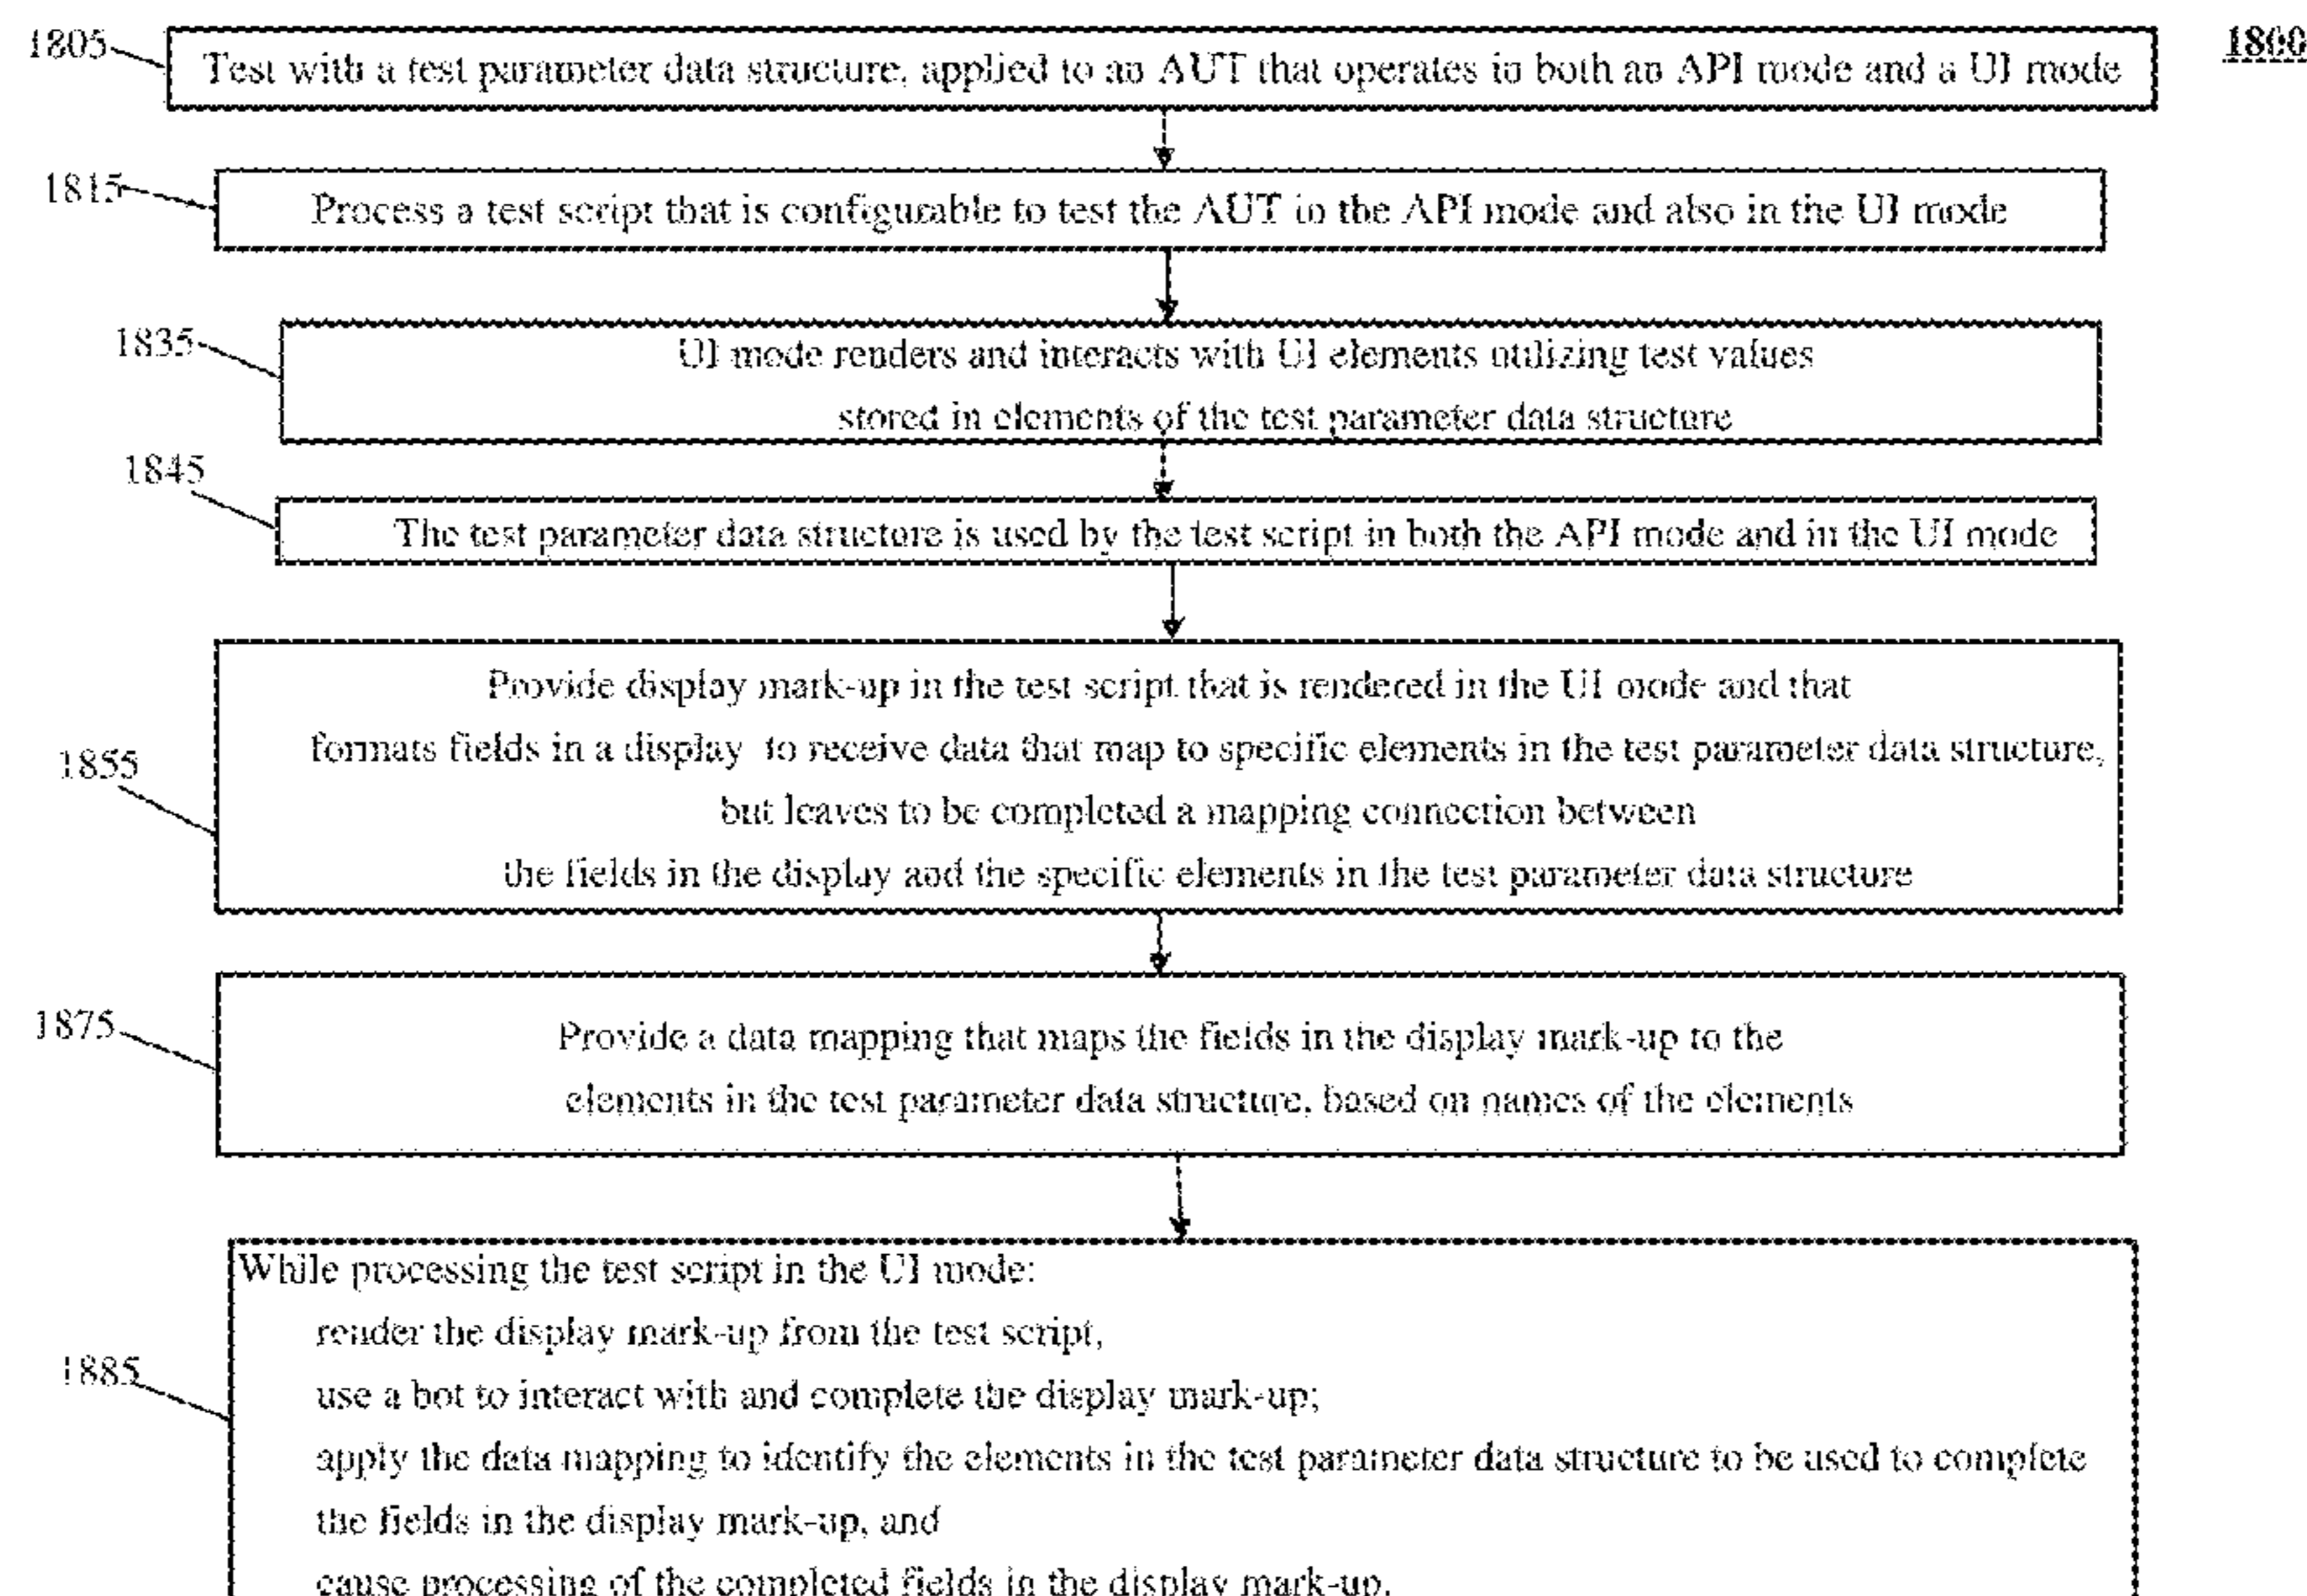 1805
1800
Test with a test parameter data structure, applied to an AUT that operates in both an API mode and a UI mode
1815
Process a test script that is configurable to test the AUT in the API mode and also in the UI mode
1835
UI mode renders and interacts with UI elements utilizing test values
stored in elements of the test parameter data structure
1845
The test parameter data structure is used by the test script in both the API mode and in the UI mode
1855
Provide display mark-up in the test script that is rendered in the UI mode and that
formats fields in a display to receive data that map to specific elements in the test parameter data structure,
but leaves to be completed a mapping connection between
the fields in the display and the specific elements in the test parameter data structure
1875
Provide a data mapping that maps the fields in the display mark-up to the
elements in the test parameter data structure, based on names of the elements
1885
While processing the test script in the UI mode:
render the display mark-up from the test script,
use a bot to interact with and complete the display mark-up;
apply the data mapping to identify the elements in the test parameter data structure to be used to complete
the fields in the display mark-up, and
cause processing of the completed fields in the display mark-up.